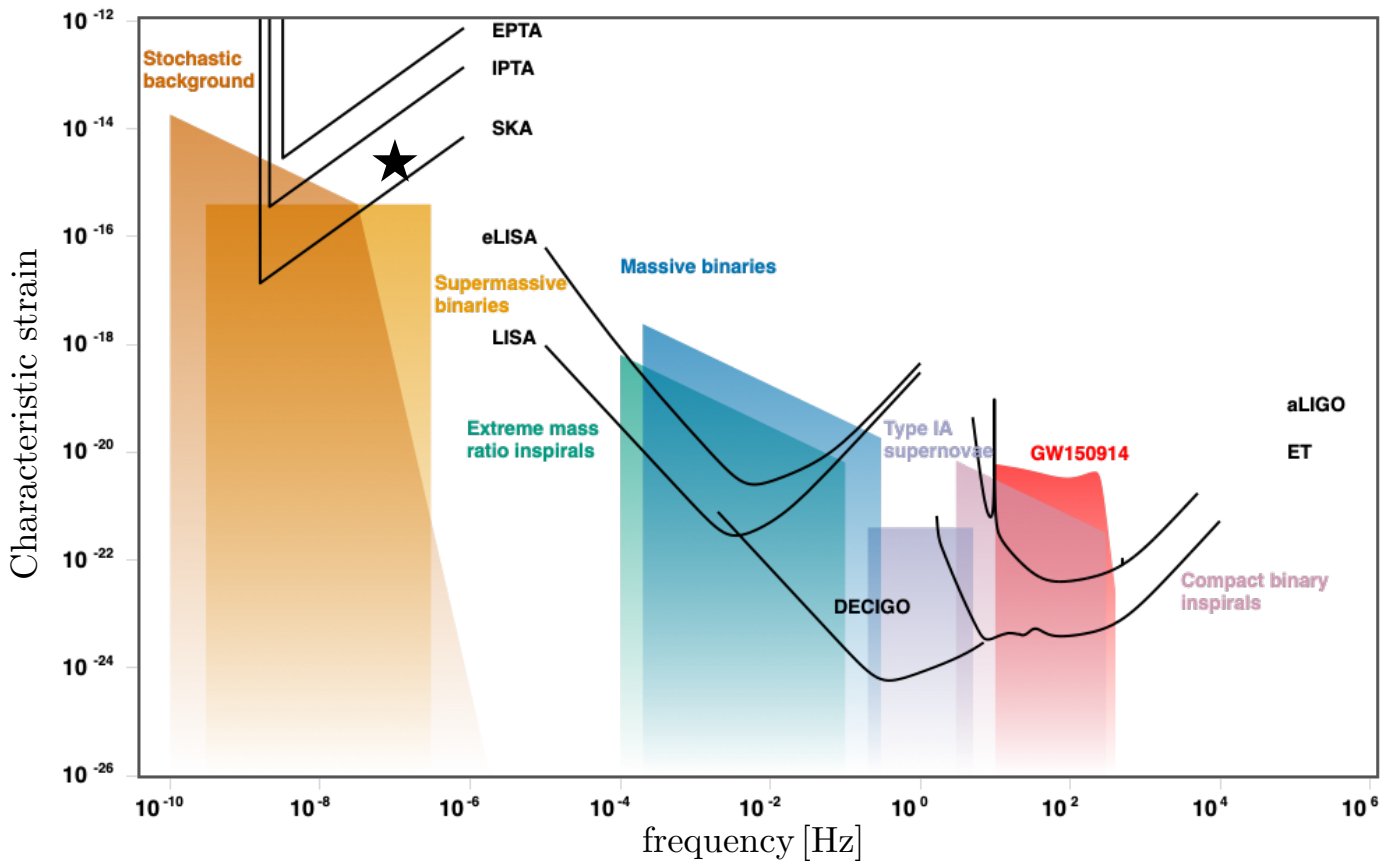 Characteristic strain
10 -12
10 -14
10 -16
10 -18
10 -20
10 -22
10 -24
10 -26
Stochastic
background
EPTA
IPTA
SKA
eLISA
Supermassive
binaries
LISA
Massive binaries
Extreme mass
ratio inspirals
Type IA
supernovae
GW150914
aLIGO
ET
DECIGO
Compact binary
inspirals
10 -10
10 -8
10 -6
10 -4
10 -2
10 0
10 2
10 4
10 6
frequency [Hz]